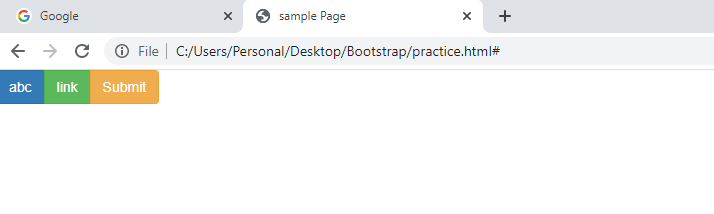 Google
sample Page
File
C:/Users/Personal/Desktop/Bootstrap/practice.html#
abc
link
Submit